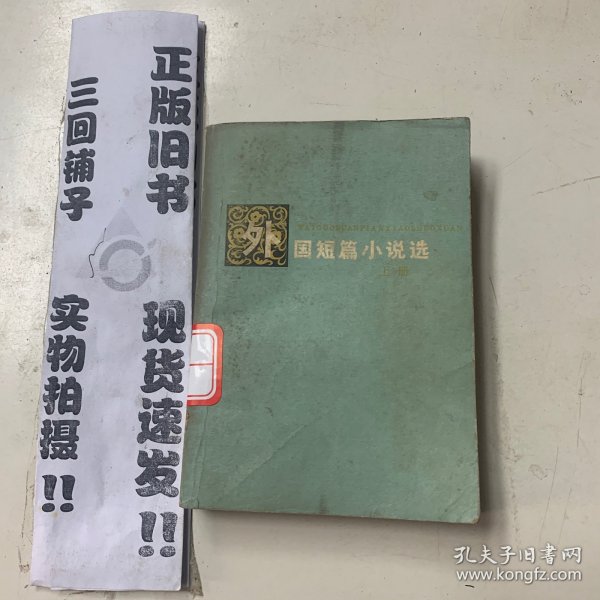 正版旧书
三回铺子
现货速发!!
实物拍摄!!
WAIGUODUANPIANXIAOSHUOXUAN
外国短篇小说选
上册
孔夫子旧书网
www.kongfz.com